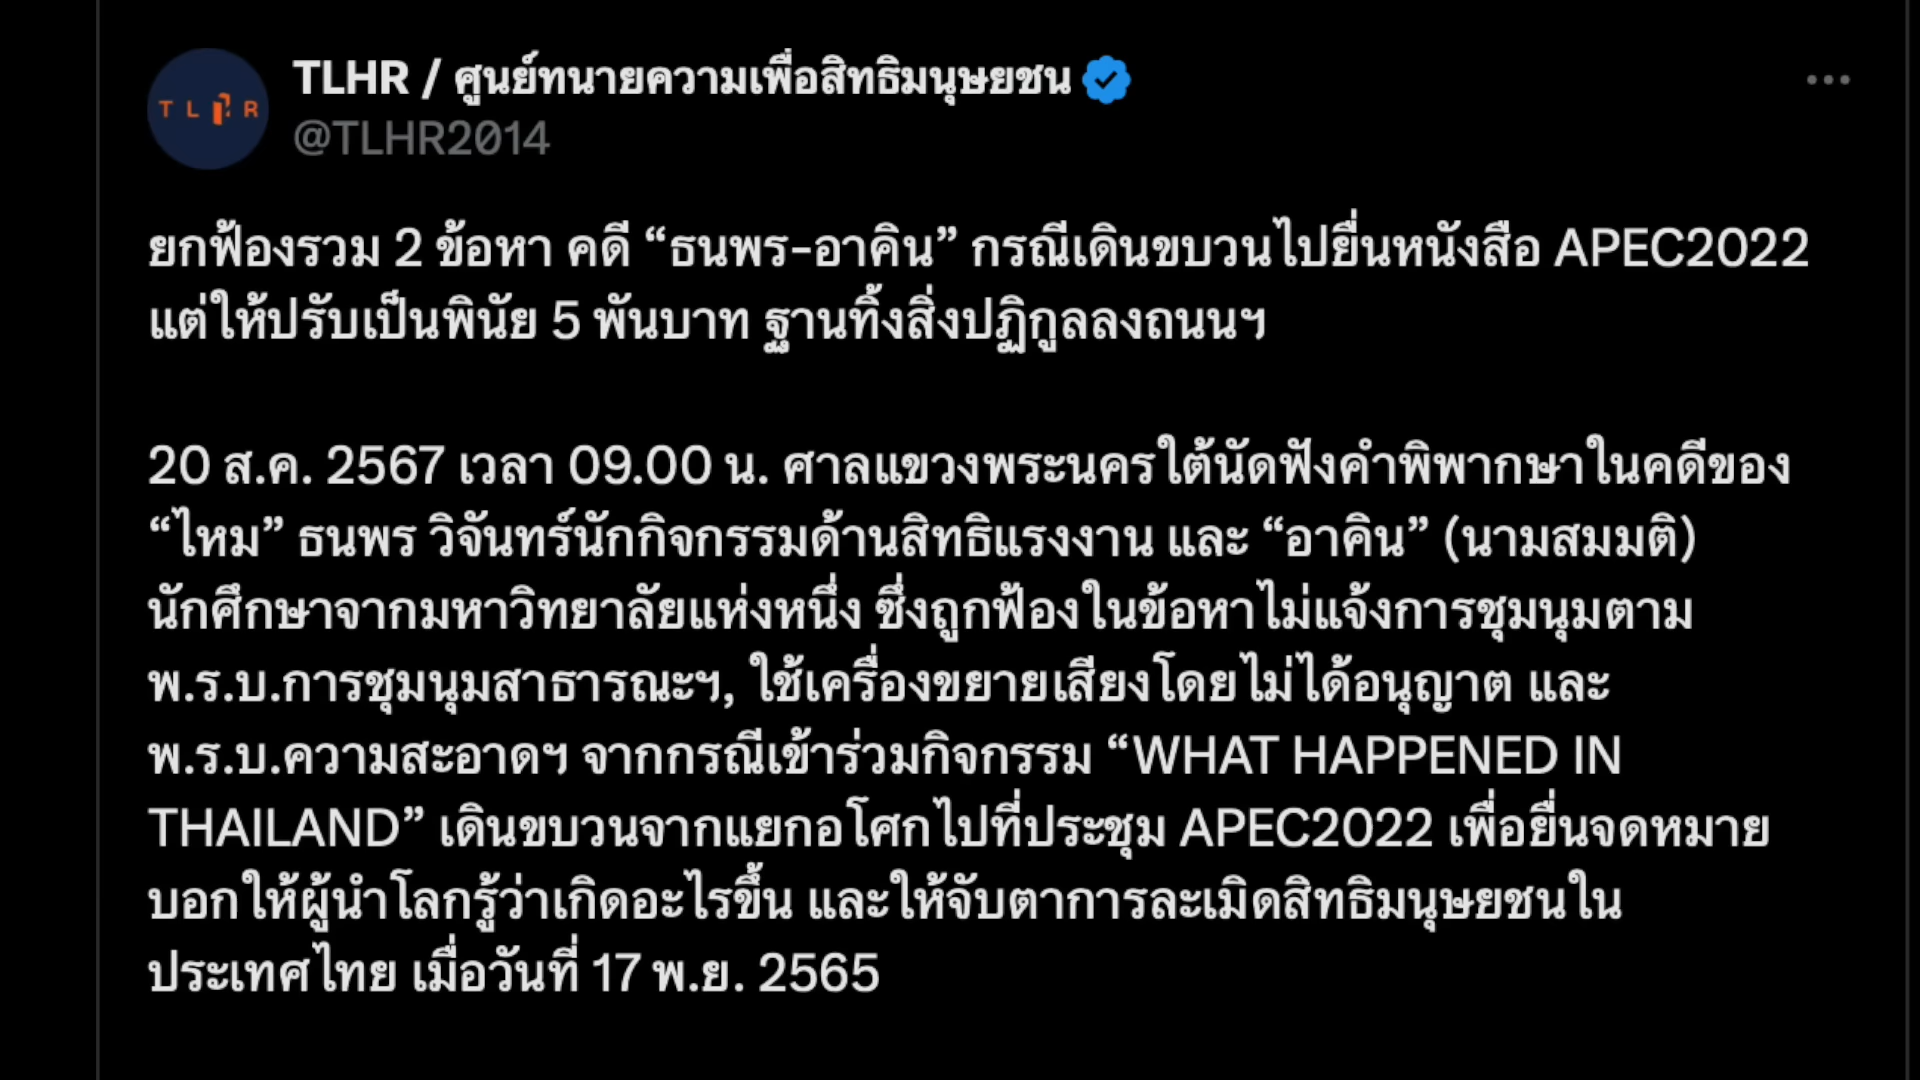 TLHR
TLHR / ศูนย์ทนายความเพื่อสิทธิมนุษยชน
@TLHR2014
ยกฟ้องรวม 2 ข้อหา คดี “ธนพร-อาคิน” กรณีเดินขบวนไปยื่นหนังสือ APEC2022
แต่ให้ปรับเป็นพินัย 5 พันบาท ฐานทิ้งสิ่งปฏิกูลลงถนนฯ
20 ส.ค. 2567 เวลา 09.00 น. ศาลแขวงพระนครใต้นัดฟังคำพิพากษาในคดีของ
“ไหม” ธนพร วิจันทร์นักกิจกรรมด้านสิทธิแรงงาน และ “อาคิน” (นามสมมติ)
นักศึกษาจากมหาวิทยาลัยแห่งหนึ่ง ซึ่งถูกฟ้องในข้อหาไม่แจ้งการชุมนุมตาม
พ.ร.บ.การชุมนุมสาธารณะฯ, ใช้เครื่องขยายเสียงโดยไม่ได้อนุญาต และ
พ.ร.บ.ความสะอาดฯ จากกรณีเข้าร่วมกิจกรรม “WHAT HAPPENED IN
THAILAND” เดินขบวนจากแยกอโศกไปที่ประชุม APEC2022 เพื่อยื่นจดหมาย
บอกให้ผู้นำโลกรู้ว่าเกิดอะไรขึ้น และให้จับตาการละเมิดสิทธิมนุษยชนใน
ประเทศไทย เมื่อวันที่ 17 พ.ย. 2565